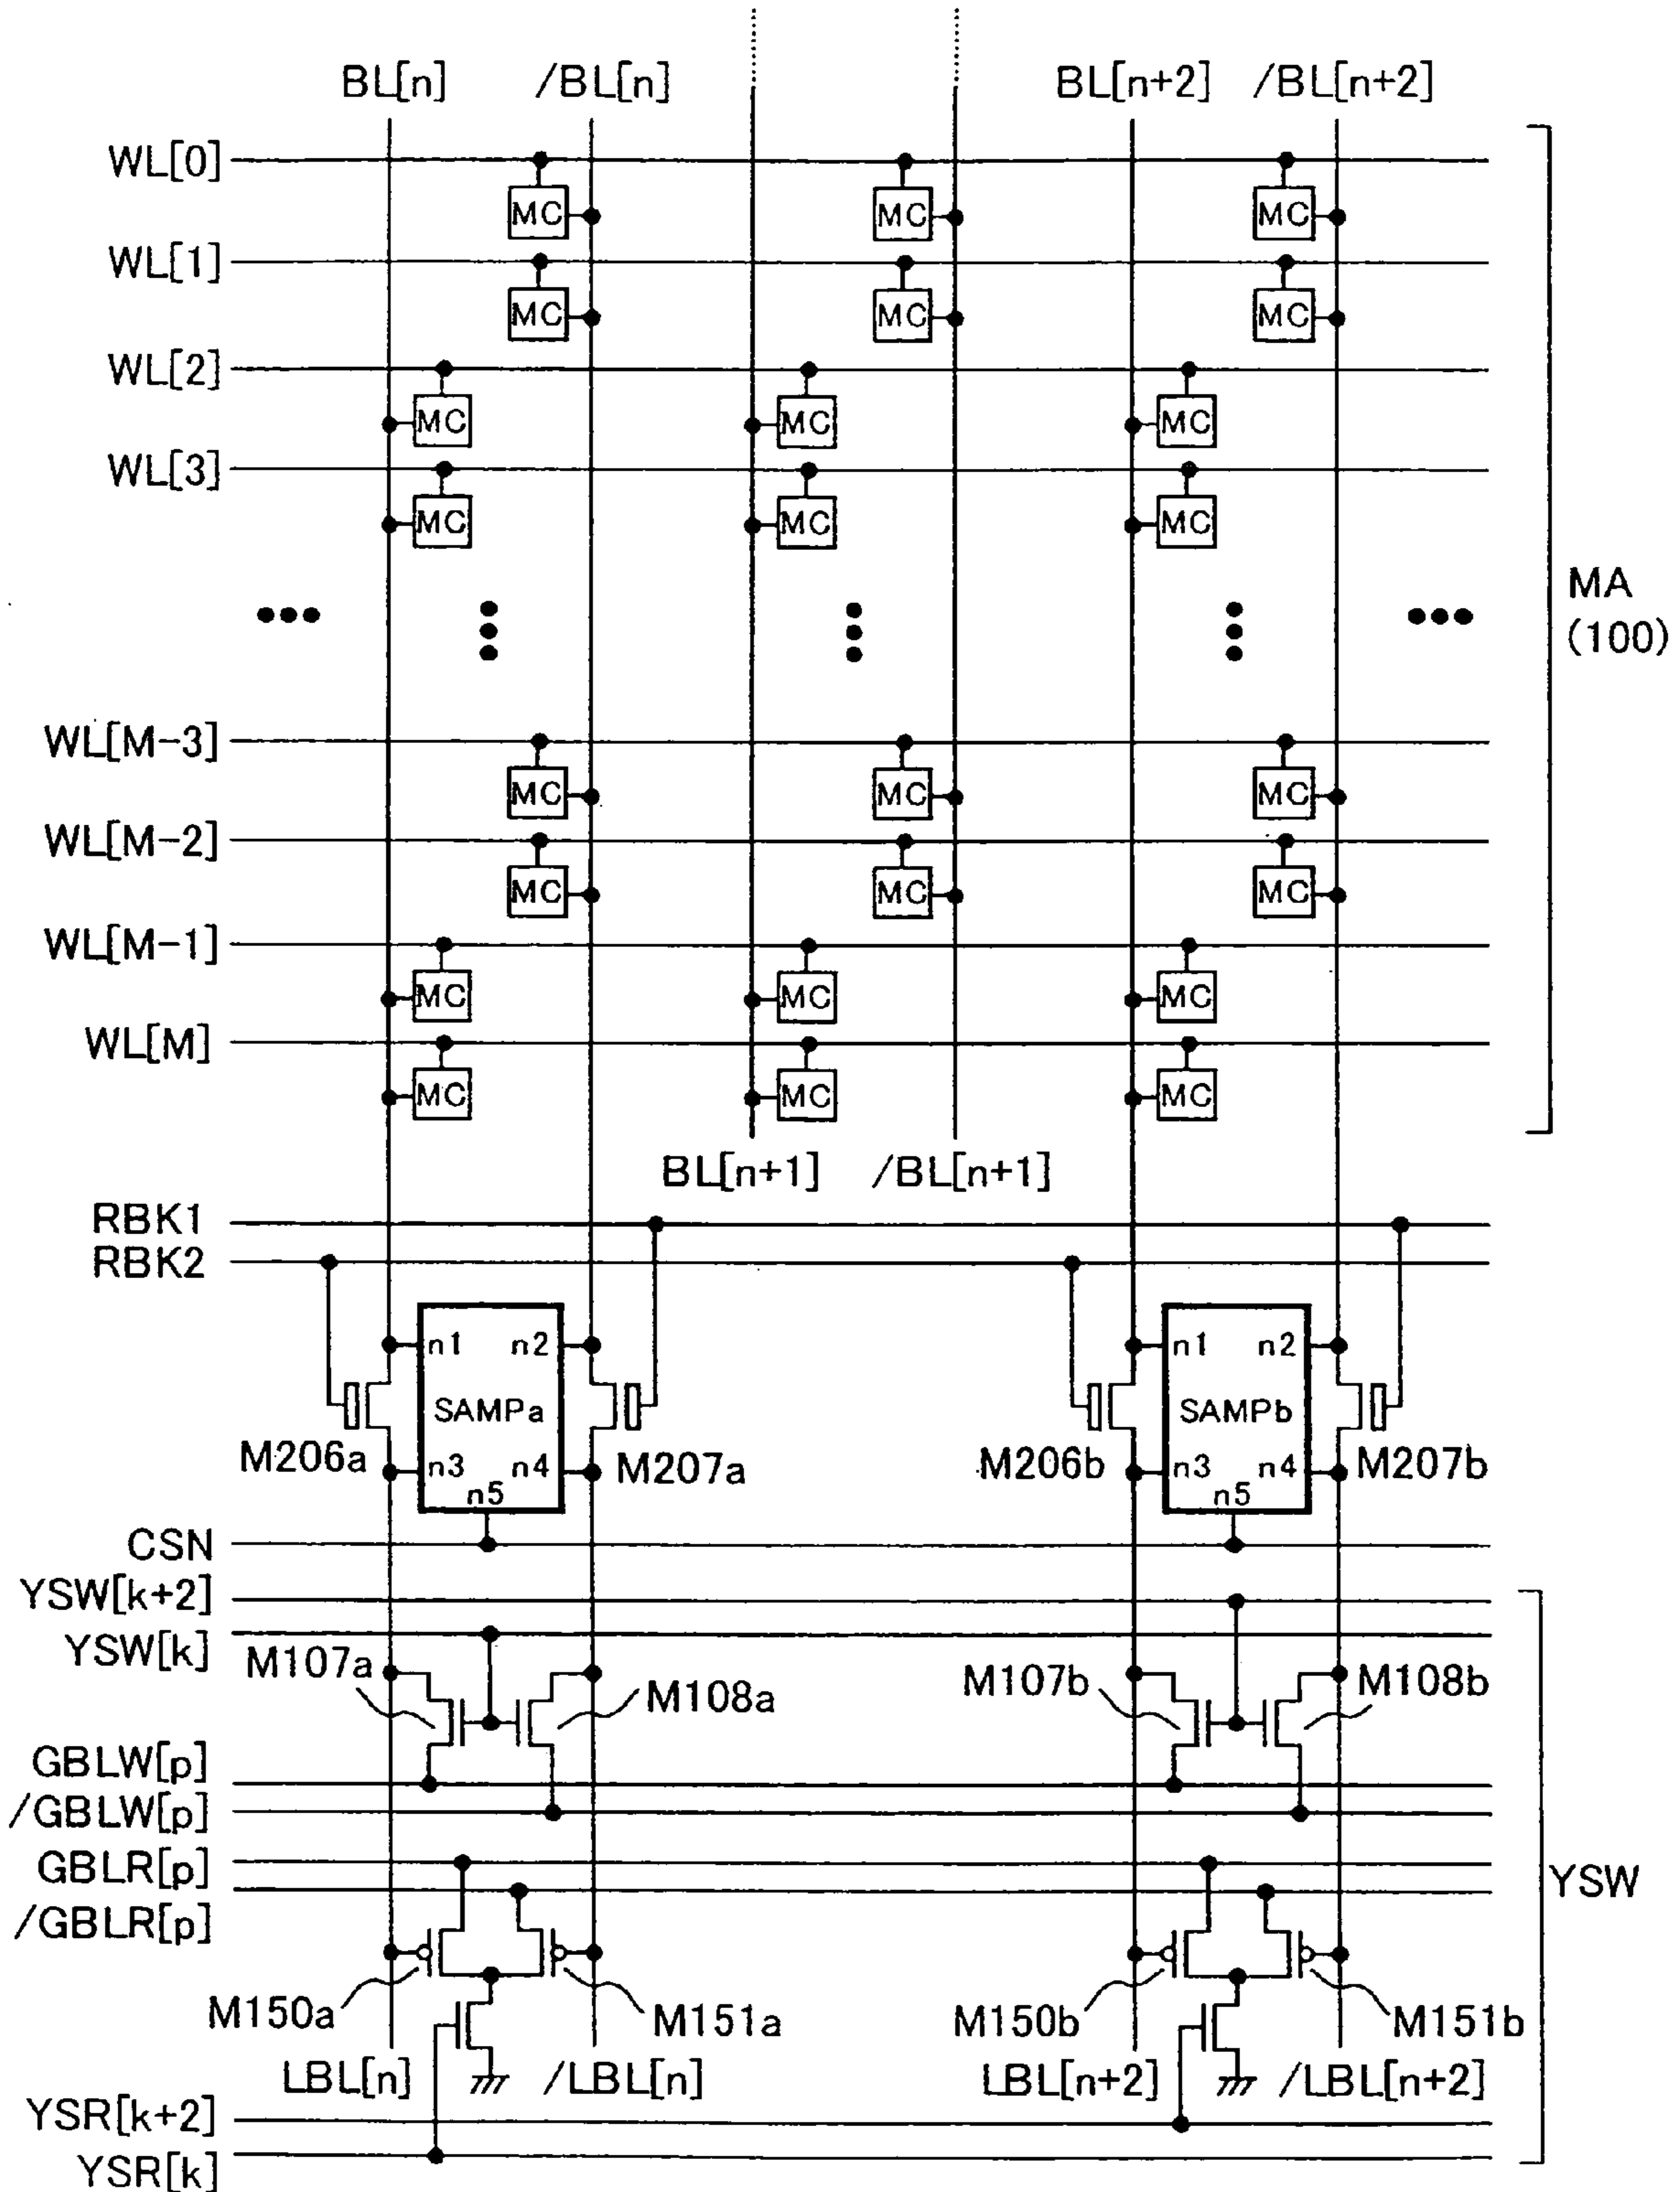 BL[n] /BL[n] BL[n+2] /BL[n+2]
WL[0]
MC MC MC
WL[1]
MC MC MC
WL[2]
MC MC MC
WL[3]
MC MC MC
MA
(100)
WL[M-3]
MC MC MC
WL[M-2]
MC MC MC
WL[M-1]
MC MC MC
WL[M]
MC MC MC
BL[n+1] /BL[n+1]
RBK1
RBK2
n1 n2 n1 n2
SAMPa SAMPb
M206a n3 n4 M207a M206b n3 n4 M207b
n5 n5
CSN
YSW[k+2]
YSW[k]
M107a M108a M107b M108b
GBLW[p]
/GBLW[p]
GBLR[p]
YSW
/GBLR[p]
M150a M151a M150b M151b
LBL[n] /LBL[n] LBL[n+2] /LBL[n+2]
YSR[k+2]
YSR[k]